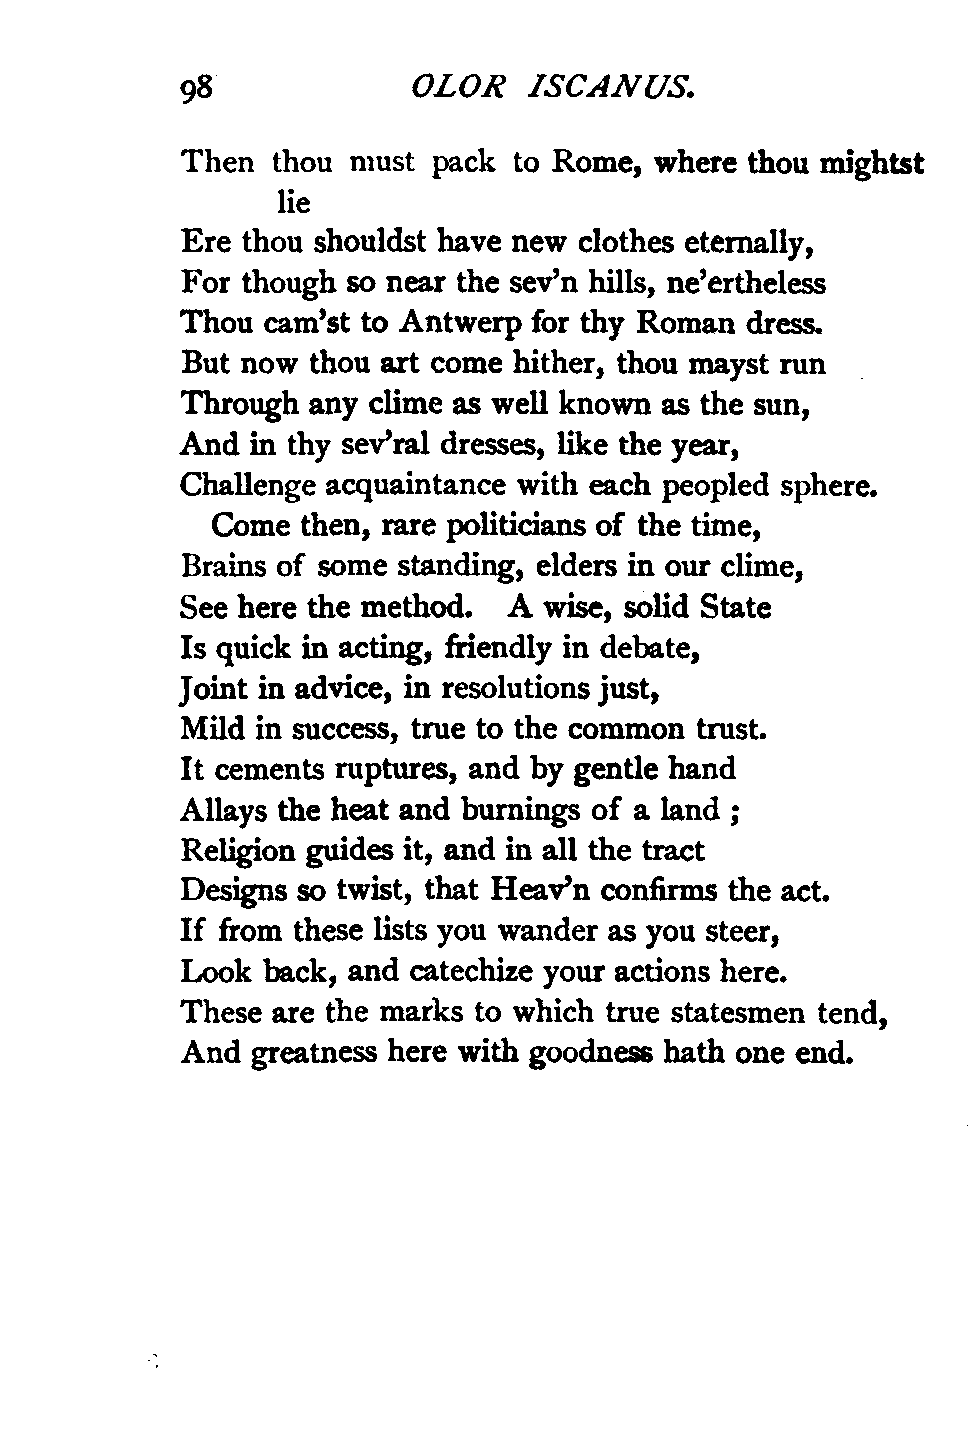 98 OLOR ISCANUS.
Then thou must pack to Rome, where thou mightst
lie
Ere thou shouldst have new clothes eternally,
For though so near the sev'n hills, ne'ertheless
Thou cam'st to Antwerp for thy Roman dress.
But now thou art come hither, thou mayst run
Through any clime as well known as the sun,
And in thy sev'ral dresses, like the year,
Challenge acquaintance with each peopled sphere.
Come then, rare politicians of the time,
Brains of some standing, elders in our clime,
See here the method. A wise, solid State
Is quick in acting, friendly in debate,
Joint in advice, in resolutions just,
Mild in success, true to the common trust.
It cements ruptures, and by gentle hand
Allays the heat and burnings of a land ;
Religion guides it, and in all the tract
Designs so twist, that Heav'n confirms the act.
If from these lists you wander as you steer,
Look back, and catechize your actions here.
These are the marks to which true statesmen tend,
And greatness here with goodness hath one end.